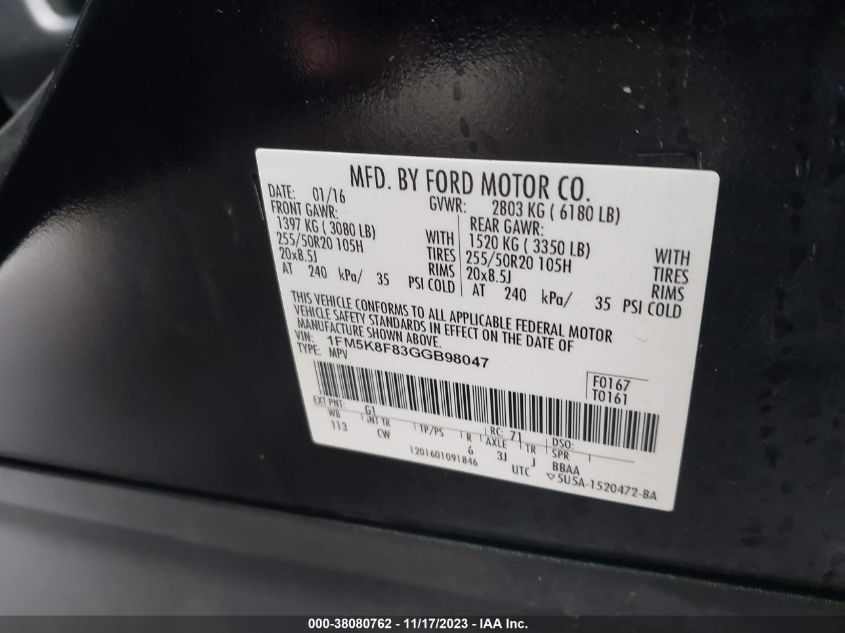 MFD. BY FORD MOTOR CO.
DATE: 01/16 GVWR: 2803 KG ( 6180 LB)
FRONT GAWR: REAR GAWR:
1397 KG ( 3080 LB) WITH 1520 KG ( 3350 LB) WITH
255/50R20 105H TIRES 255/50R20 105H TIRES
20x8.5J RIMS 20x8.5J RIMS
AT 240 kPa/ 35 PSI COLD AT 240 kPa/ 35 PSI COLD
THIS VEHICLE CONFORMS TO ALL APPLICABLE FEDERAL MOTOR
VEHICLE SAFETY STANDARDS IN EFFECT ON THE DATE OF
MANUFACTURE SHOWN ABOVE.
VIN: 1FM5K8F83GGB98047
TYPE: MPV
F0167
T0161
EXT PNT: G1 RC: 71 DSO:
WB INT TR TP/PS R AXLE TR SPR
113 CW 6 3J J BBAA
1201601091846 UTC ▽5U5A-1520472-BA
000-38080762 - 11/17/2023 - IAA Inc.